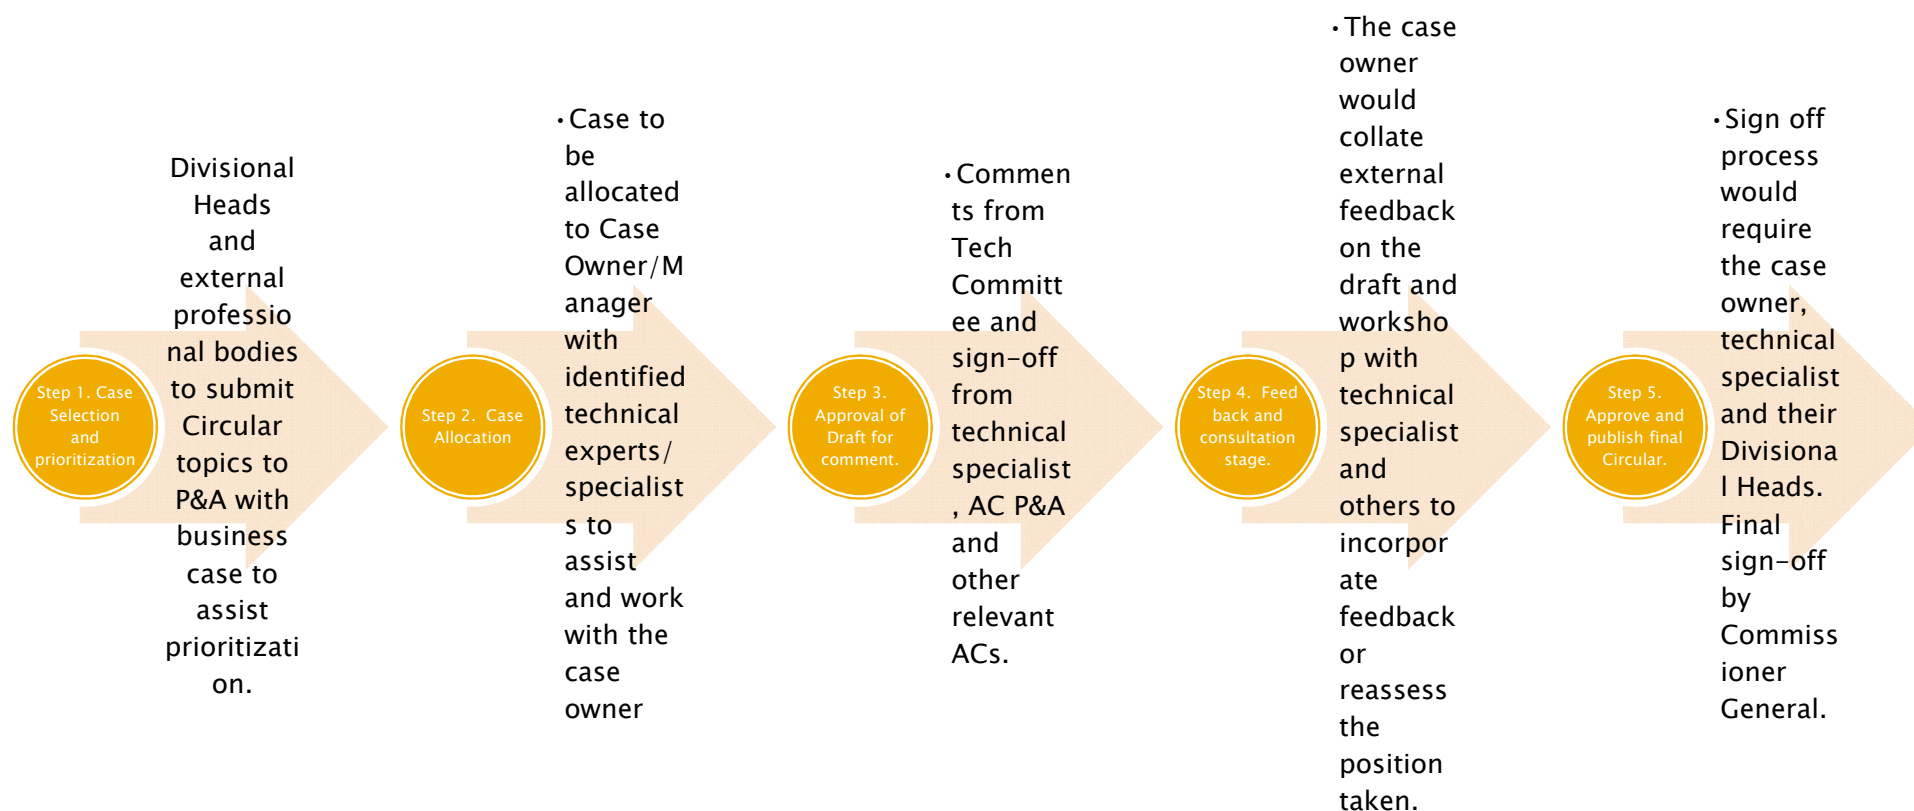 Step 1. Case
Selection
and
prioritization
Divisional
Heads
and
external
professio
nal bodies
to submit
Circular
topics to
P&A with
business
case to
assist
prioritizati
on.
Step 2. Case
Allocation
•Case to
be
allocated
to Case
Owner/M
anager
with
identified
technical
experts/
specialist
s to
assist
and work
with the
case
owner
Step 3.
Approval of
Draft for
comment.
•Commen
ts from
Tech
Committ
ee and
sign-off
from
technical
specialist
, AC P&A
and
other
relevant
ACs.
Step 4. Feed
back and
consultation
stage.
•The case
owner
would
collate
external
feedback
on the
draft and
worksho
p with
technical
specialist
and
others to
incorpor
ate
feedback
or
reassess
the
position
taken.
Step 5.
Approve and
publish final
Circular.
•Sign off
process
would
require
the case
owner,
technical
specialist
and their
Divisiona
l Heads.
Final
sign-off
by
Commiss
ioner
General.